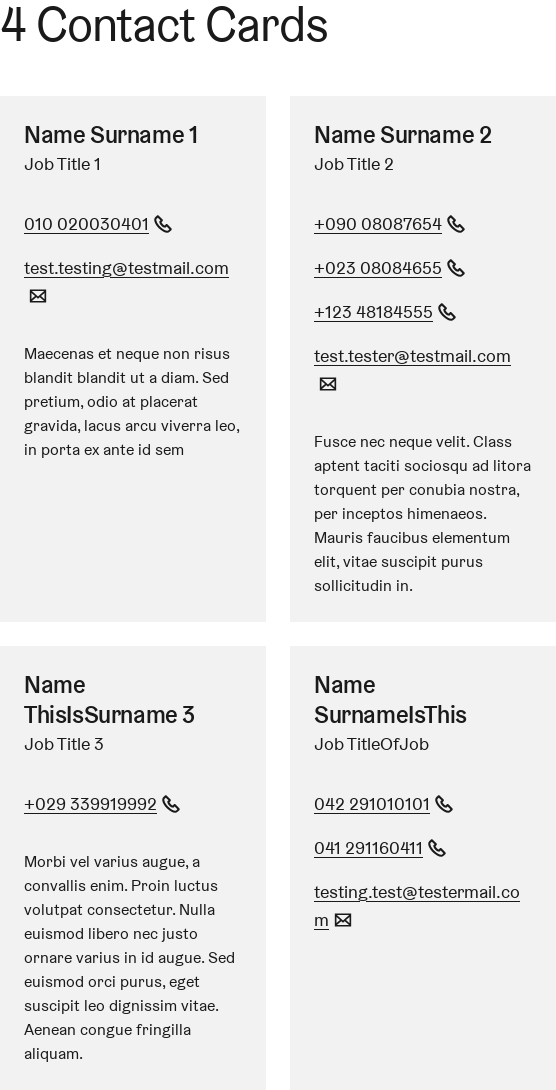 4 Contact Cards
Name Surname 1
Job Title 1
010 020030401
test.testing@testmail.com
Maecenas et neque non risus
blandit blandit ut a diam. Sed
pretium, odio at placerat
gravida, lacus arcu viverra leo,
in porta ex ante id sem
Name Surname 2
Job Title 2
+090 08087654
+023 08084655
+123 48184555
test.tester@testmail.com
Fusce nec neque velit. Class
aptent taciti sociosqu ad litora
torquent per conubia nostra,
per inceptos himenaeos.
Mauris faucibus elementum
elit, vitae suscipit purus
sollicitudin in.
Name
ThisIsSurname 3
Job Title 3
+029 339919992
Morbi vel varius augue, a
convallis enim. Proin luctus
volutpat consectetur. Nulla
euismod libero nec justo
ornare varius in id augue. Sed
euismod orci purus, eget
suscipit leo dignissim vitae.
Aenean congue fringilla
aliquam.
Name
SurnameIsThis
Job TitleOfJob
042 291010101
041 291160411
testing.test@testermail.co
m